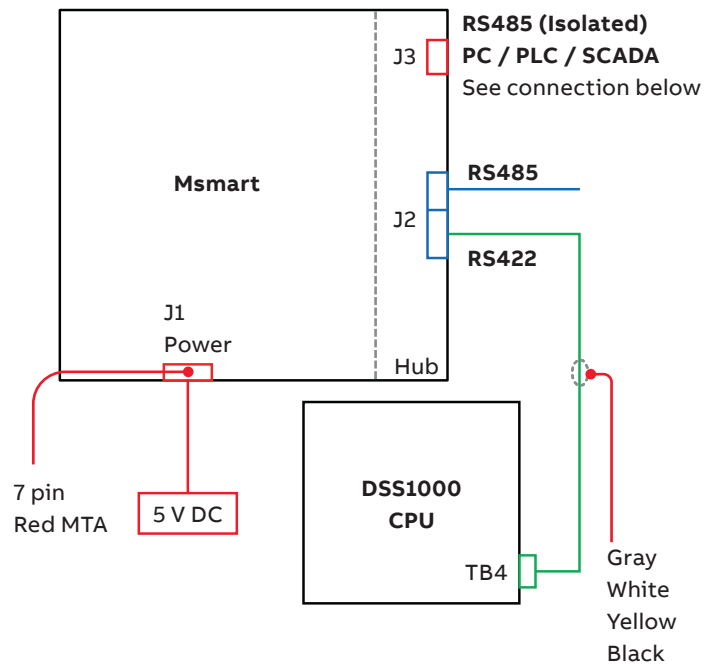 RS485 (Isolated)
PC / PLC / SCADA
See connection below
J3
Msmart
RS485
J2
RS422
J1
Power
Hub
7 pin
Red MTA
5 V DC
DSS1000
CPU
TB4
Gray
White
Yellow
Black